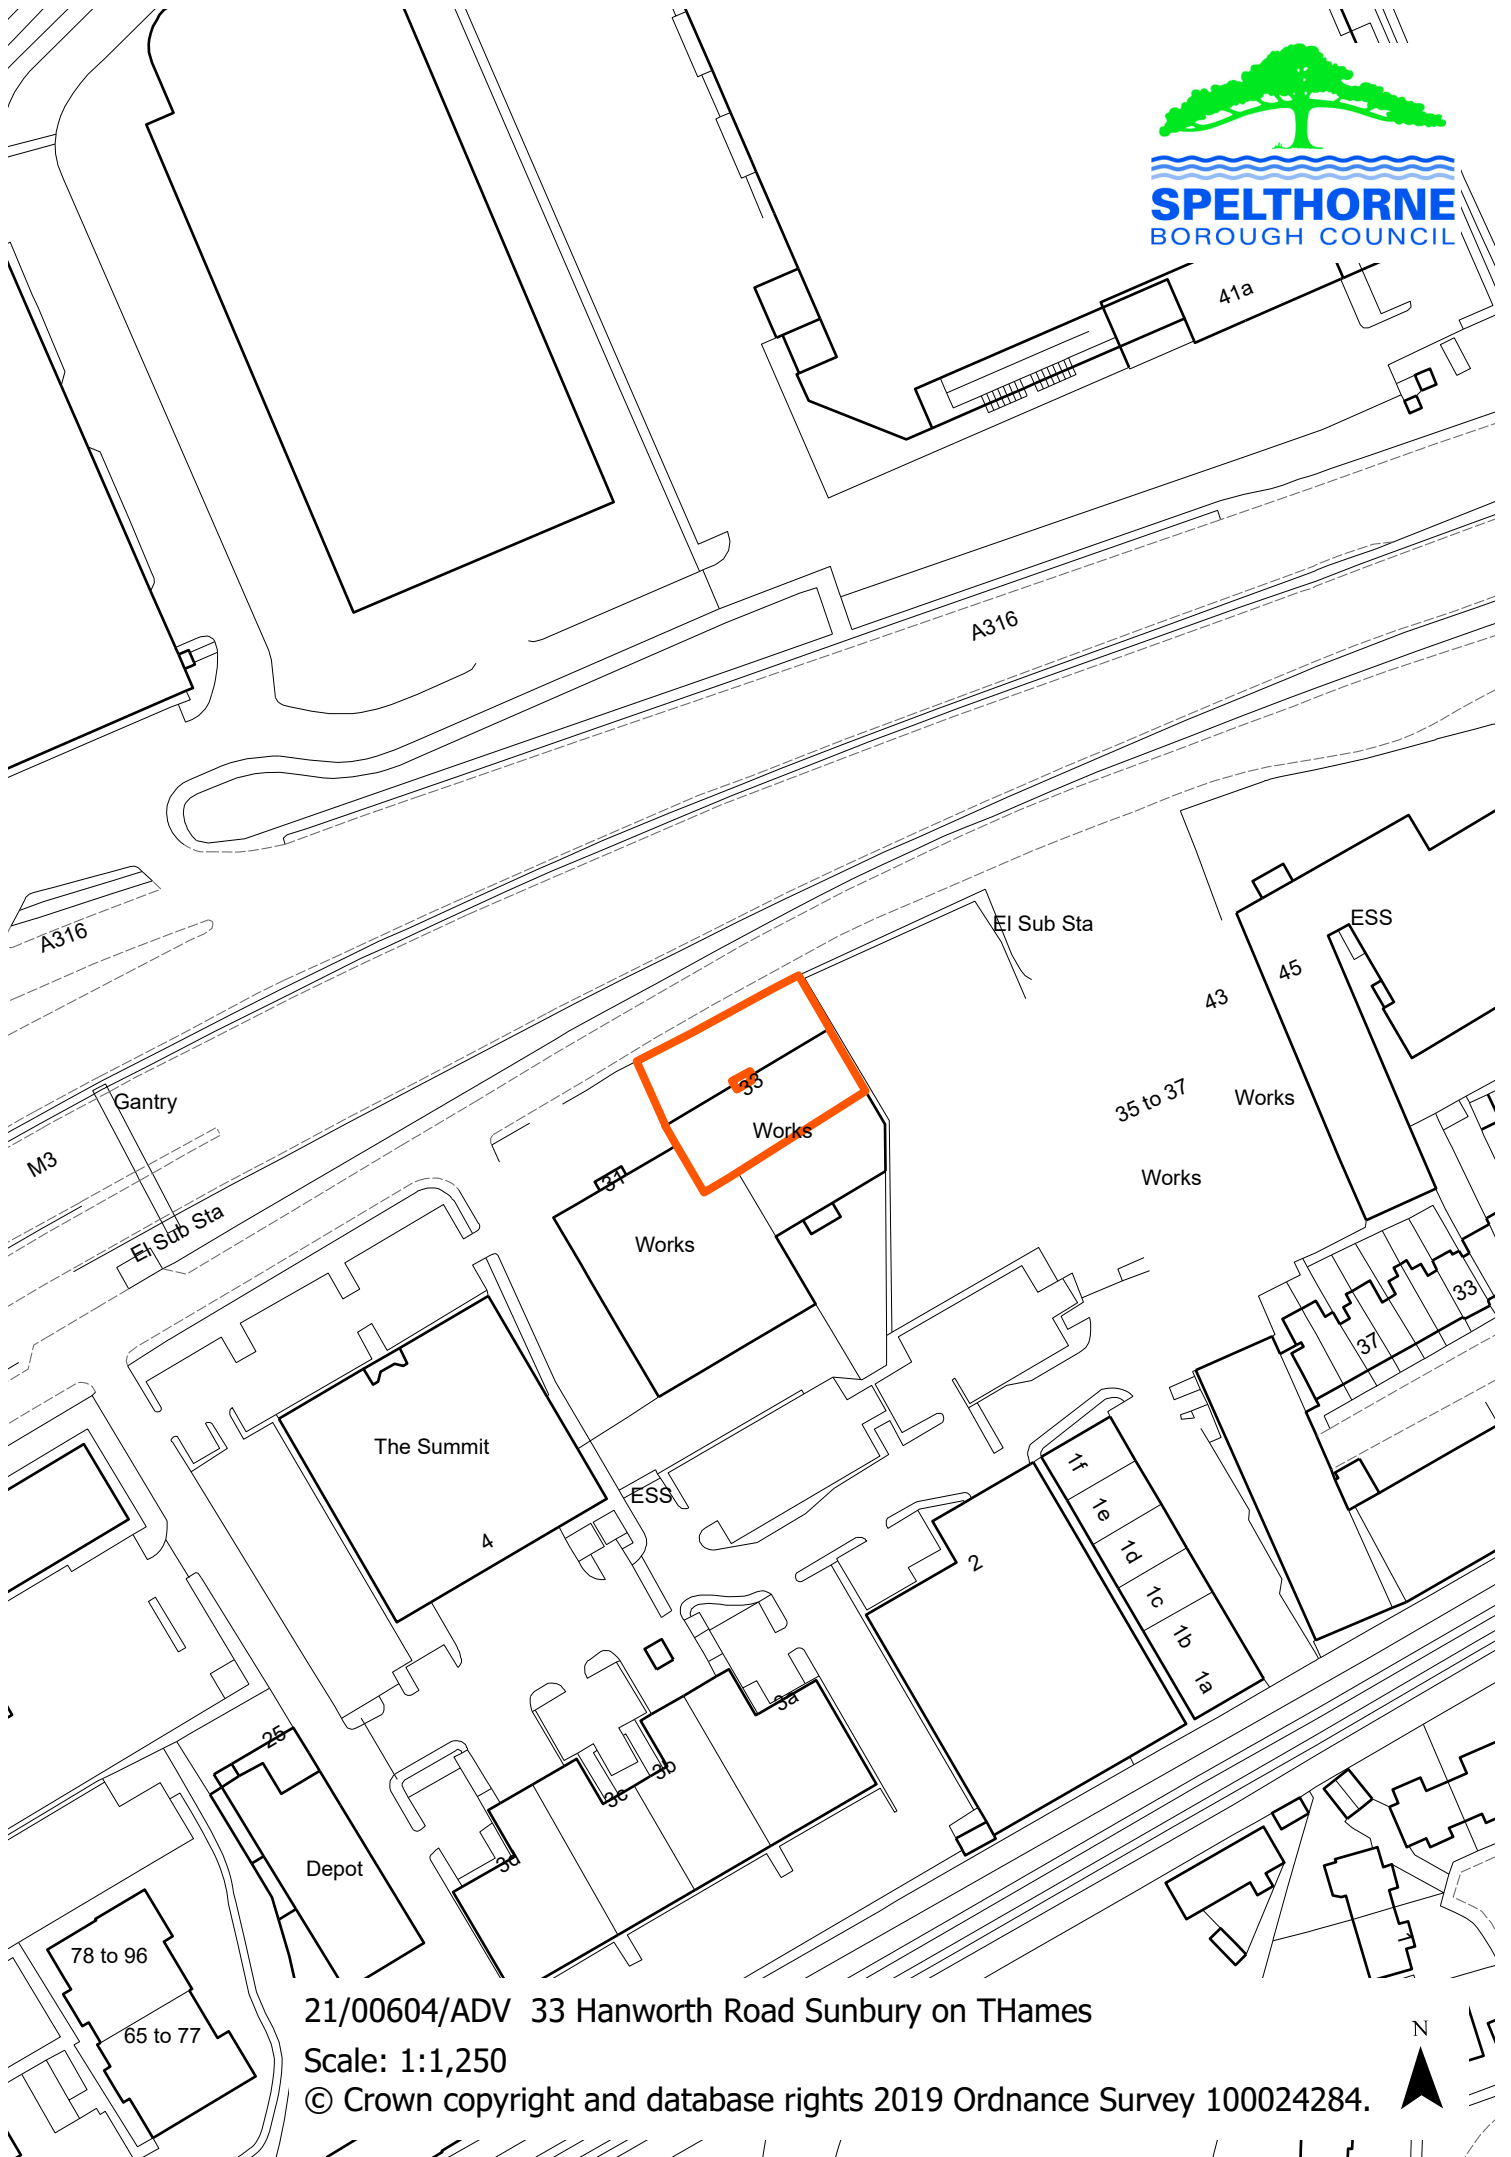 SPELTHORNE
BOROUGH COUNCIL
41a
A316
A316
El Sub Sta
ESS
45
43
33
Gantry
35 to 37
Works
Works
M3
31
Works
El Sub Sta
Works
33
37
The Summit
1f
ESS
1e
4
2
1d
1c
1b
1a
3a
25
3b
3c
3d
Depot
1
78 to 96
65 to 77
21/00604/ADV 33 Hanworth Road Sunbury on THames
N
Scale: 1:1,250
© Crown copyright and database rights 2019 Ordnance Survey 100024284.